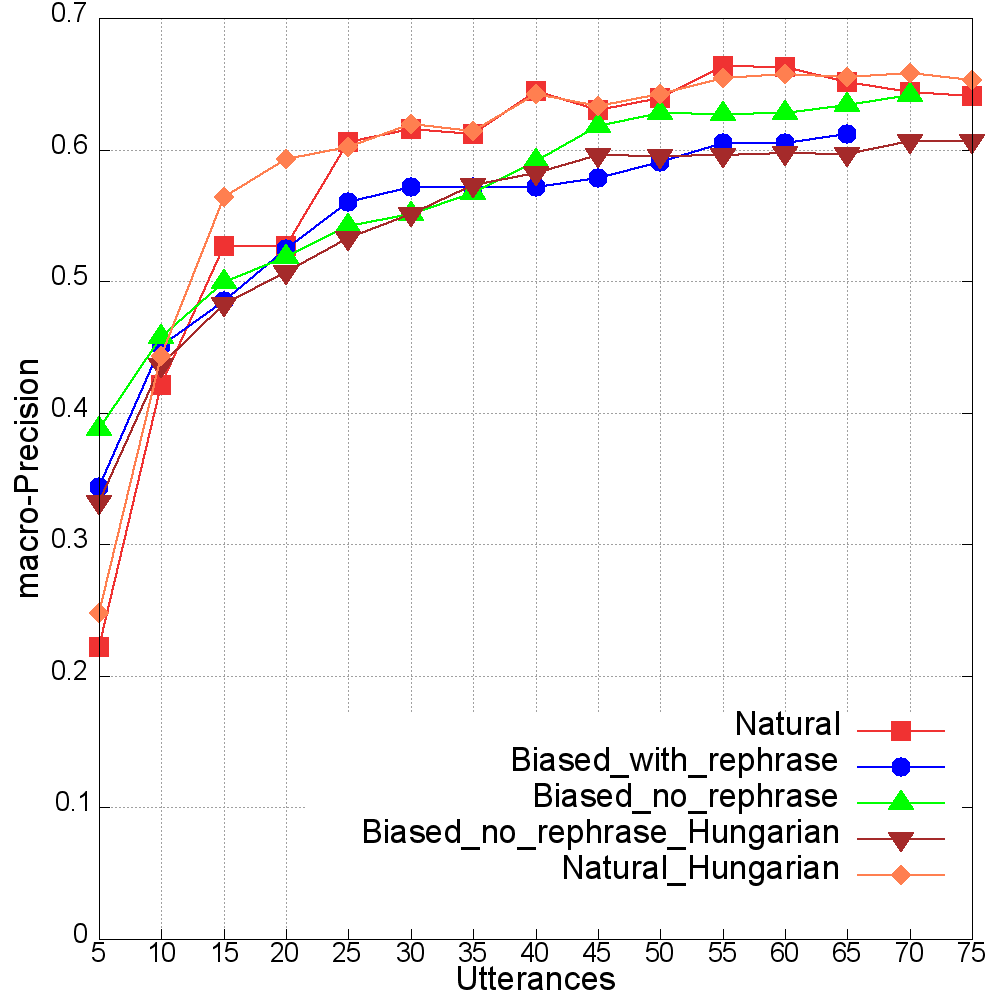 0.7
0.6
0.5
0.4
0.3
0.2
0.1
0
macro-Precision
Natural
Biased_with_rephrase
Biased_no_rephrase
Biased_no_rephrase_Hungarian
Natural_Hungarian
5 10 15 20 25 30 35 40 45 50 55 60 65 70 75
Utterances